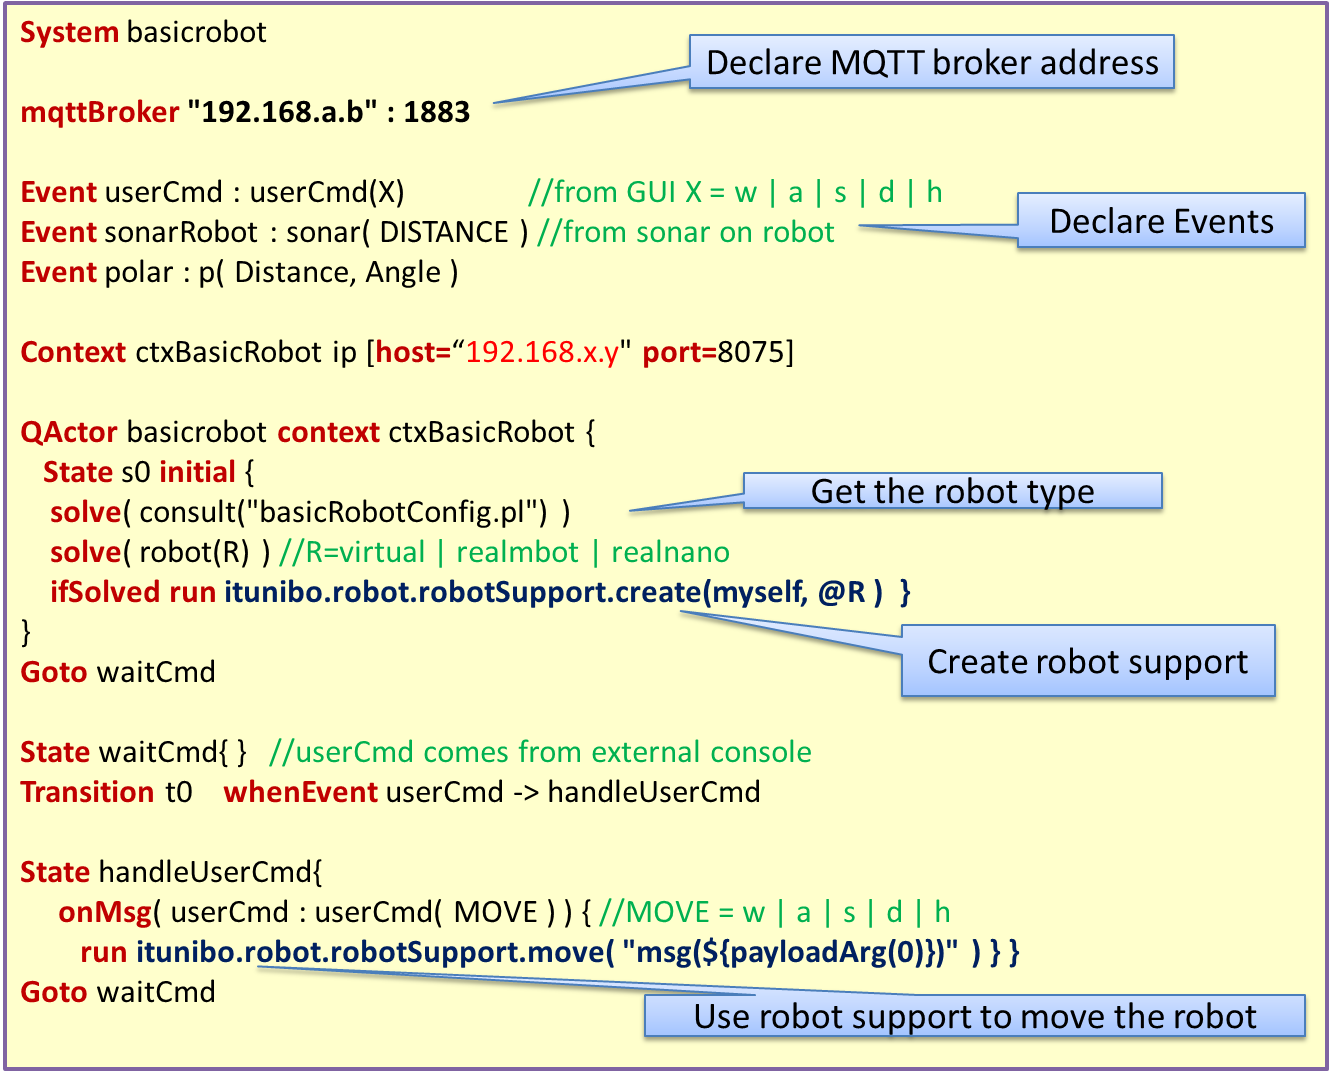 System basicrobot
Declare MQTT broker address
mqttBroker "192.168.a.b" : 1883
Event userCmd : userCmd(X) //from GUI X = w | a | s | d | h
Event sonarRobot : sonar( DISTANCE ) //from sonar on robot
Declare Events
Event polar : p( Distance, Angle )
Context ctxBasicRobot ip [host=“192.168.x.y" port=8075]
QActor basicrobot context ctxBasicRobot {
State s0 initial {
Get the robot type
solve( consult("basicRobotConfig.pl") )
solve( robot(R) ) //R=virtual | realmbot | realnano
ifSolved run itunibo.robot.robotSupport.create(myself, @R ) }
}
Create robot support
Goto waitCmd
State waitCmd{ } //userCmd comes from external console
Transition t0 whenEvent userCmd -> handleUserCmd
State handleUserCmd{
onMsg( userCmd : userCmd( MOVE ) ) { //MOVE = w | a | s | d | h
run itunibo.robot.robotSupport.move( "msg(${payloadArg(0)})" ) } }
Goto waitCmd
Use robot support to move the robot